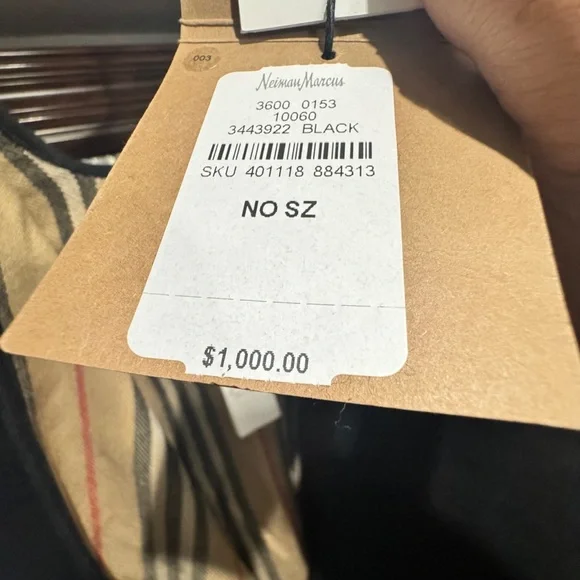 003
Neiman Marcus
3600 0153
10060
3443922 BLACK
SKU 401118 884313
NO SZ
$1,000.00